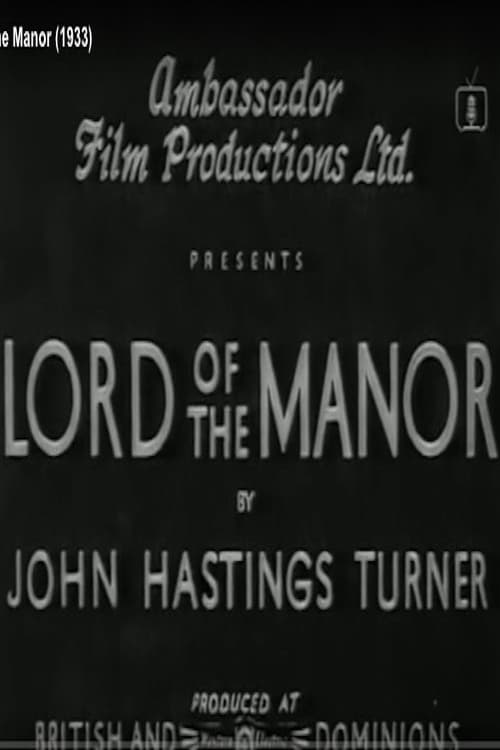 e Manor (1933)
Ambassador
Film Productions Ltd.
PRESENTS
LORD OF THE MANOR
BY
JOHN HASTINGS TURNER
PRODUCED AT
BRITISH AND DOMINIONS